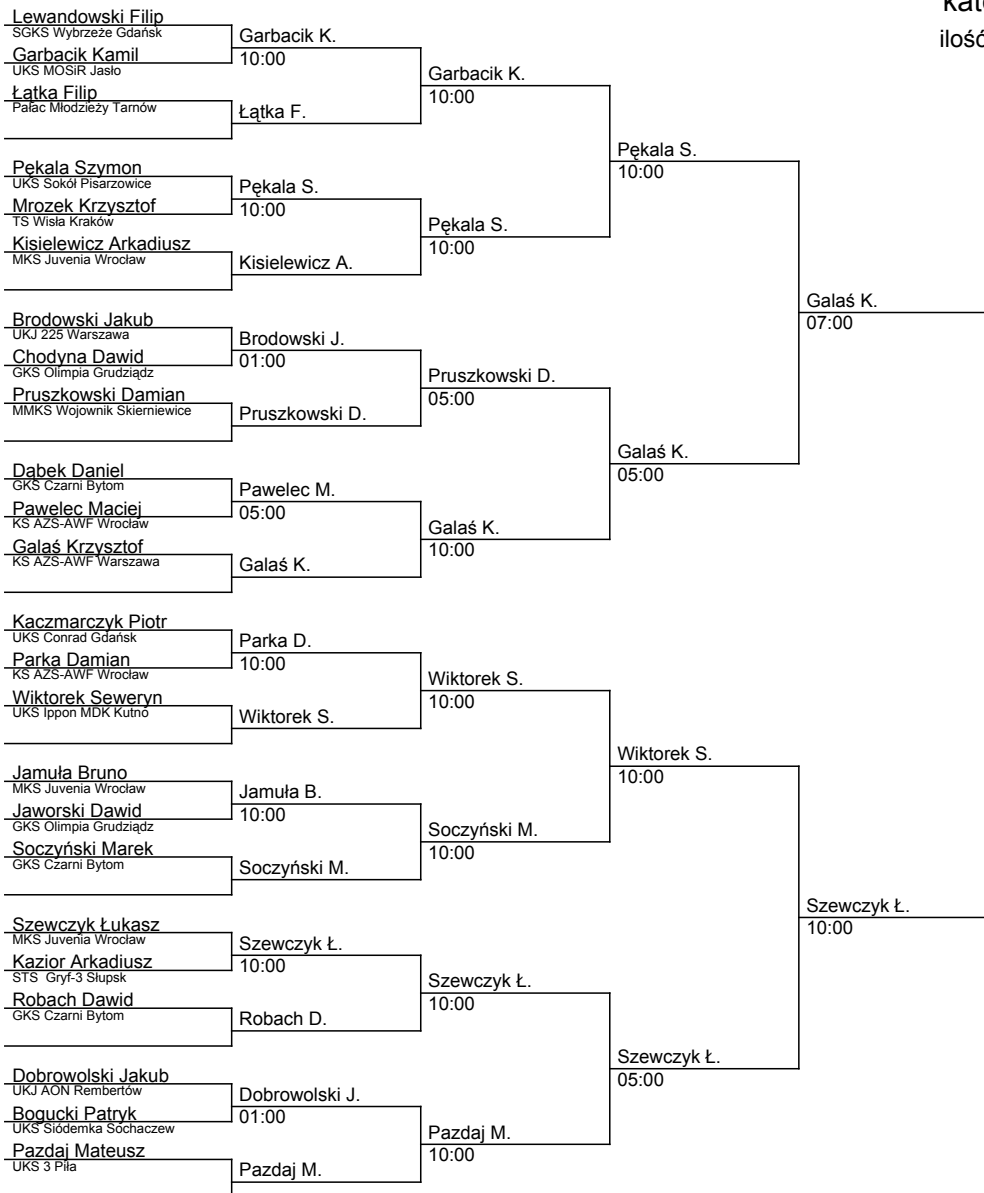 Lewandowski Filip
SGKS Wybrzeże Gdańsk
Garbacik Kamil
UKS MOSiR Jasło
Łątka Filip
Pałac Młodzieży Tarnów
Pękala Szymon
UKS Sokół Pisarzowice
Mrozek Krzysztof
TS Wisła Kraków
Kisielewicz Arkadiusz
MKS Juvenia Wrocław
Brodowski Jakub
UKJ 225 Warszawa
Chodyna Dawid
GKS Olimpia Grudziądz
Pruszkowski Damian
MMKS Wojownik Skierniewice
Dąbek Daniel
GKS Czarni Bytom
Pawelec Maciej
KS AZS-AWF Wrocław
Galaś Krzysztof
KS AZS-AWF Warszawa
Kaczmarczyk Piotr
UKS Conrad Gdańsk
Parka Damian
KS AZS-AWF Wrocław
Wiktorek Seweryn
UKS Ippon MDK Kutno
Jamuła Bruno
MKS Juvenia Wrocław
Jaworski Dawid
GKS Olimpia Grudziądz
Soczyński Marek
GKS Czarni Bytom
Szewczyk Łukasz
MKS Juvenia Wrocław
Kazior Arkadiusz
STS Gryf-3 Słupsk
Robach Dawid
GKS Czarni Bytom
Dobrowolski Jakub
UKJ AON Rembertów
Bogucki Patryk
UKS Siódemka Sochaczew
Pazdaj Mateusz
UKS 3 Piła
Garbacik K.
10:00
Łątka F.
Pękala S.
10:00
Kisielewicz A.
Brodowski J.
01:00
Pruszkowski D.
Pawelec M.
05:00
Galaś K.
Parka D.
10:00
Wiktorek S.
Jamuła B.
10:00
Soczyński M.
Szewczyk Ł.
10:00
Robach D.
Dobrowolski J.
01:00
Pazdaj M.
Garbacik K.
10:00
Pękala S.
10:00
Pruszkowski D.
05:00
Galaś K.
10:00
Wiktorek S.
10:00
Soczyński M.
10:00
Szewczyk Ł.
10:00
Pazdaj M.
10:00
Pękala S.
10:00
Galaś K.
05:00
Wiktorek S.
10:00
Szewczyk Ł.
05:00
Galaś K.
07:00
Szewczyk Ł.
10:00
ilość